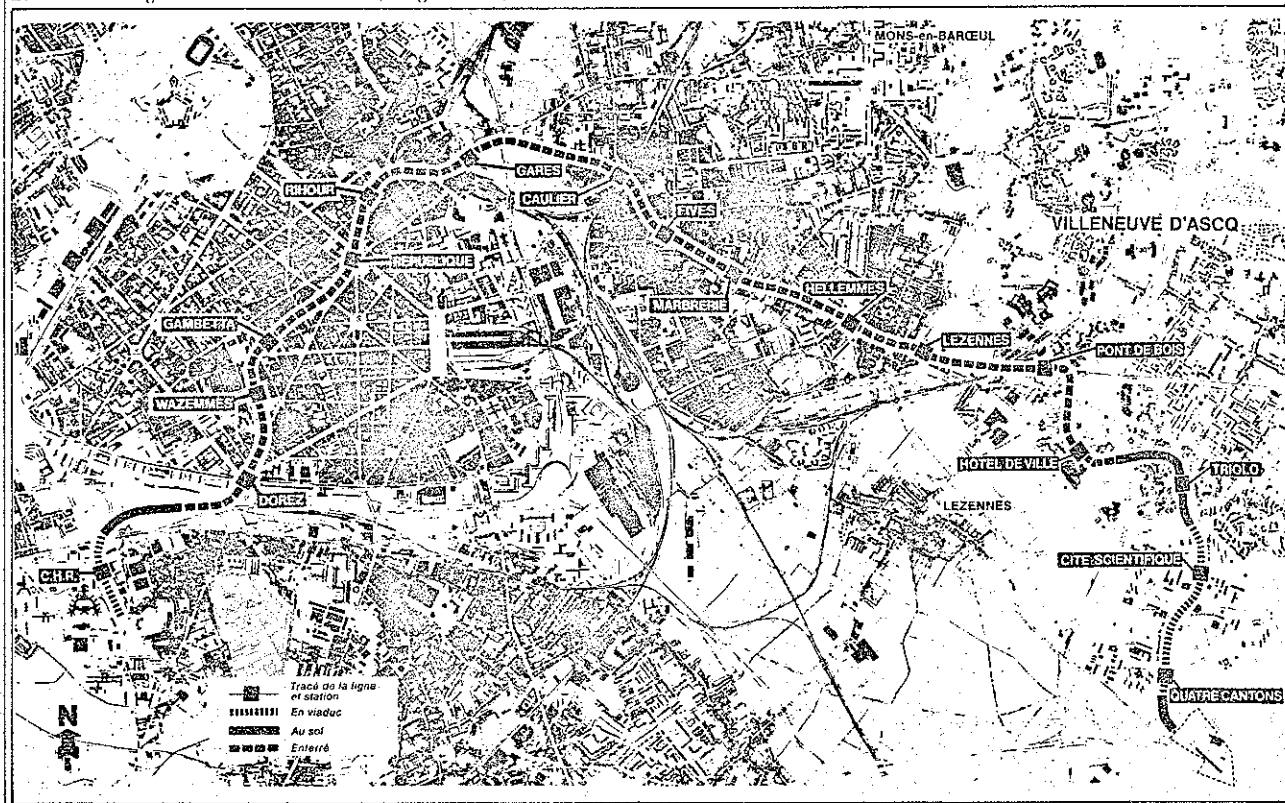 MONS-en-BARŒUL
RIHOUR
GARES
CAULIER
FIVES
VILLENEUVE D'ASCQ
REPUBLIQUE
MARBRERIE
HELLEMMES
GAMBETTA
LEZENNES
PONT DE BOIS
WAZEMMES
HOTEL DE VILLE
TRIOLO
DOREZ
LEZENNES
C.H.R.
CITE SCIENTIFIQUE
QUATRE CANTONS
Tracé de la ligne
et station
En viaduc
Au sol
Enterré
N